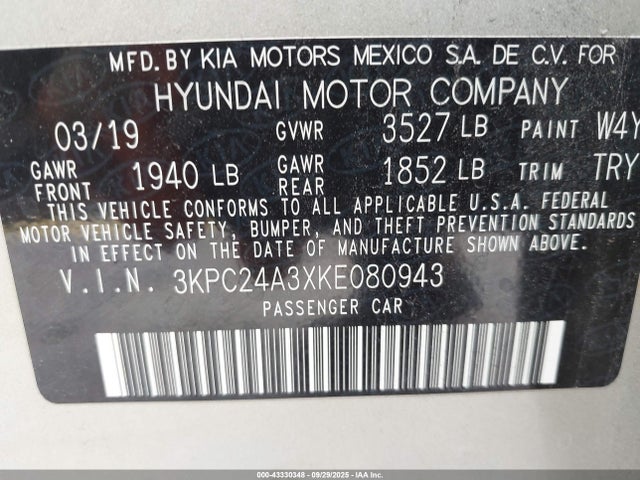 MFD. BY KIA MOTORS MEXICO S.A. DE C.V. FOR
HYUNDAI MOTOR COMPANY
03/19 GVWR 3527 LB PAINT W4Y
GAWR FRONT 1940 LB GAWR REAR 1852 LB TRIM TRY
THIS VEHICLE CONFORMS TO ALL APPLICABLE U.S.A. FEDERAL
MOTOR VEHICLE SAFETY, BUMPER, AND THEFT PREVENTION STANDARDS
IN EFFECT ON THE DATE OF MANUFACTURE SHOWN ABOVE.
V.I.N. 3KPC24A3XKE080943
PASSENGER CAR
000-43330348 - 09/29/2025 - IAA Inc.